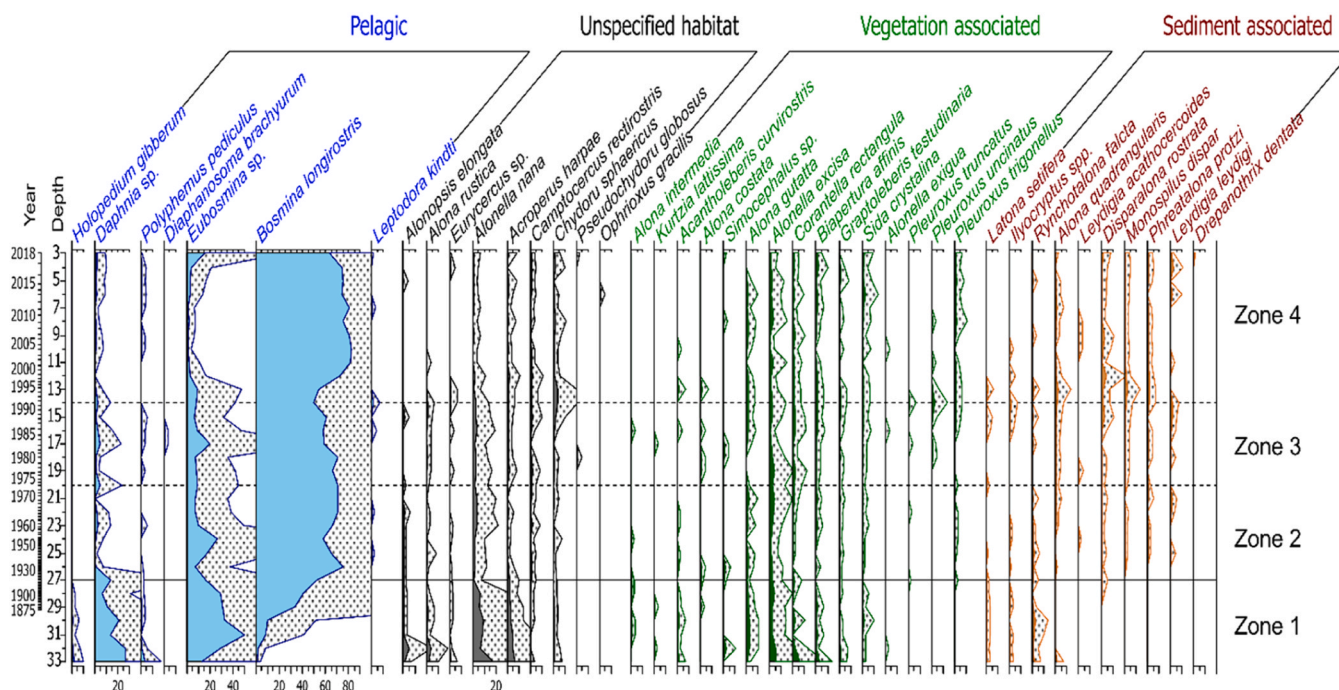 Pelagic
Unspecified habitat
Vegetation associated
Sediment associated
Year
Depth
Holopedium gibberum
Daphnia sp.
Polyphemus pediculus
Diaphanosoma brachyurum
Eubosmina sp.
Bosmina longirostris
Leptodora kindti
Alonopsis elongata
Alona rustica
Eurycercus sp.
Alonella nana
Acroperus harpae
Camptocercus rectirostris
Chydoru sphaericus
Pseudochydoru globosus
Ophrioxus gracilis
Alona intermedia
Kurtzia lattissima
Acantholeberis curvirostris
Alona costata
Simocephalus sp.
Alona guttatta
Alonella excisa
Corantella rectangula
Biapertura affinis
Graptoleberis testudinaria
Sida crystallina
Alonella exigua
Pleuroxus truncatus
Pleuroxus uncinatus
Pleuroxus trigonellus
Latona setifera
Ilyocryptus spp.
Rynchotalona falcta
Alona quadrangularis
Leydigia acanthocercoides
Disparalona rostrata
Monospilus dispar
Phreatalona protzi
Leydigia leydigi
Drepanothrix dentata
2018 3
2015 5
7
2010
9
2005
11
2000
1995 13
1990
15
1985
17
1980
19
1975
1970 21
1960 23
1950
25
1930
27
1900
29
1875
31
33
Zone 4
Zone 3
Zone 2
Zone 1
20 20 40 20 40 60 80 20